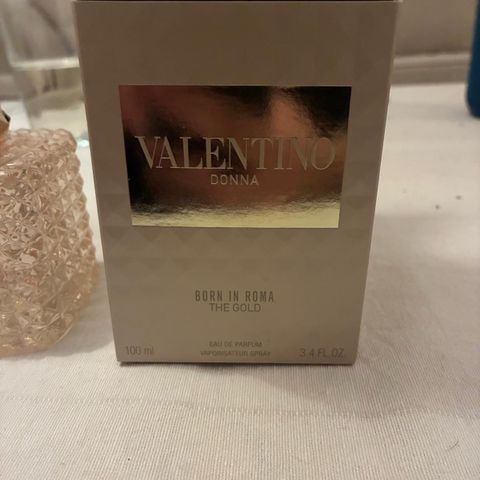 VALENTINO
DONNA
BORN IN ROMA
THE GOLD
EAU DE PARFUM
100 ml VAPORISATEUR SPRAY 3.4 FL.OZ.